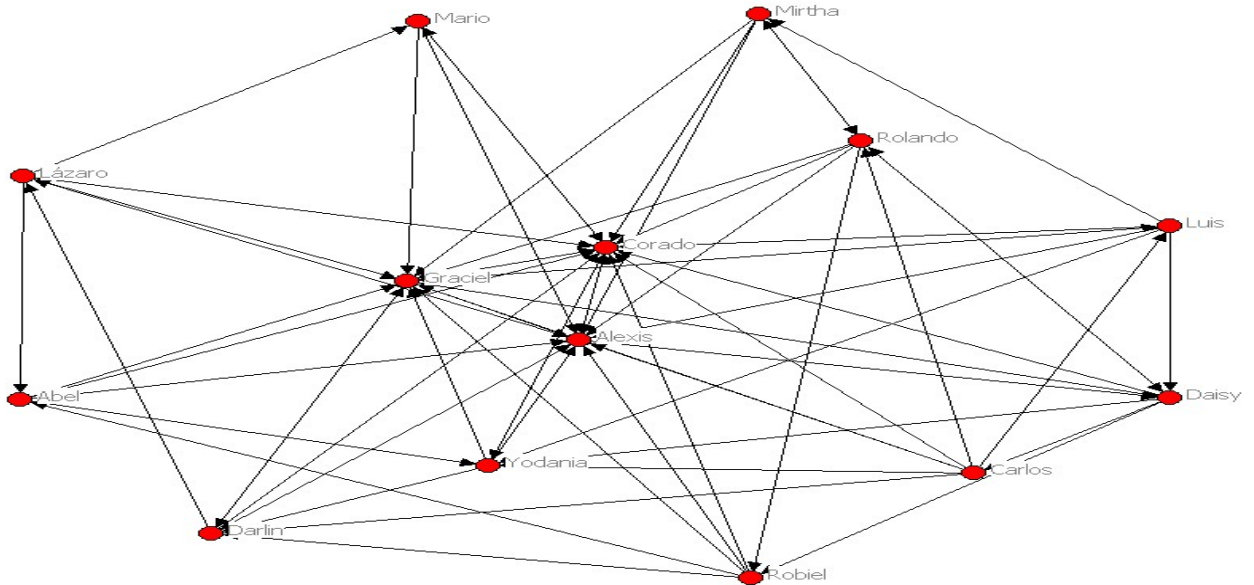 Mario
Mirtha
Rolando
Lázaro
Luis
Corado
Graciel
Alexis
Abel
Daisy
Yodania
Carlos
Darlin
Robiel